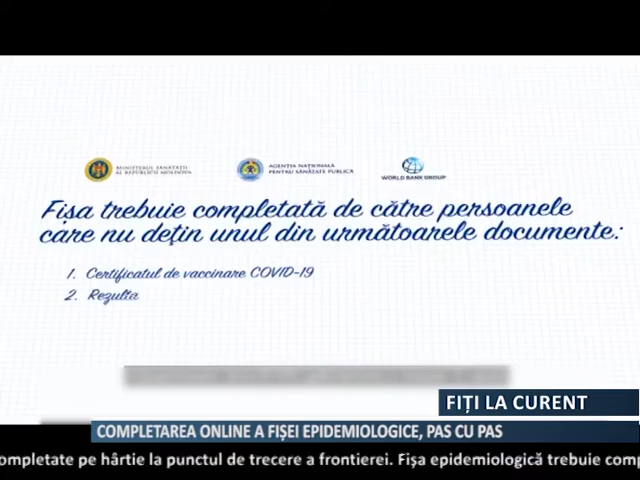 MINISTERUL SĂNĂTĂȚII
AL REPUBLICII MOLDOVA
AGENȚIA NAȚIONALĂ
PENTRU SĂNĂTATE PUBLICĂ
WORLD BANK GROUP
Fișa trebuie completată de către persoanele
care nu dețin unul din următoarele documente:
1. Certificatul de vaccinare COVID-19
2. Rezulta
FIȚI LA CURENT
COMPLETAREA ONLINE A FIȘEI EPIDEMIOLOGICE, PAS CU PAS
ompletate pe hârtie la punctul de trecere a frontierei. Fișa epidemiologică trebuie comp